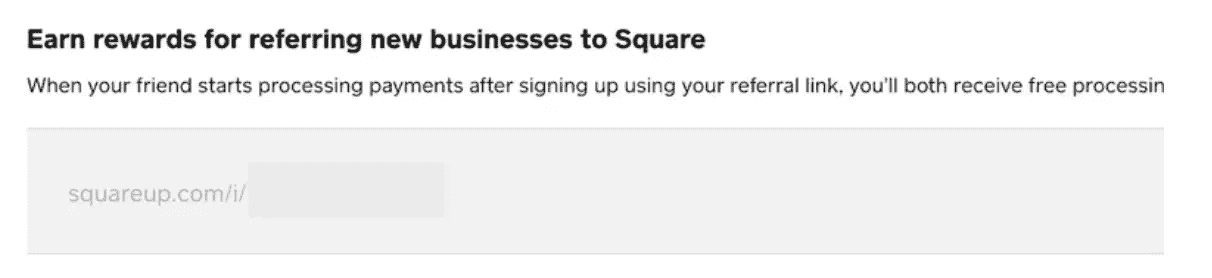 Earn rewards for referring new businesses to Square
When your friend starts processing payments after signing up using your referral link, you'll both receive free processin
squareup.com/i/